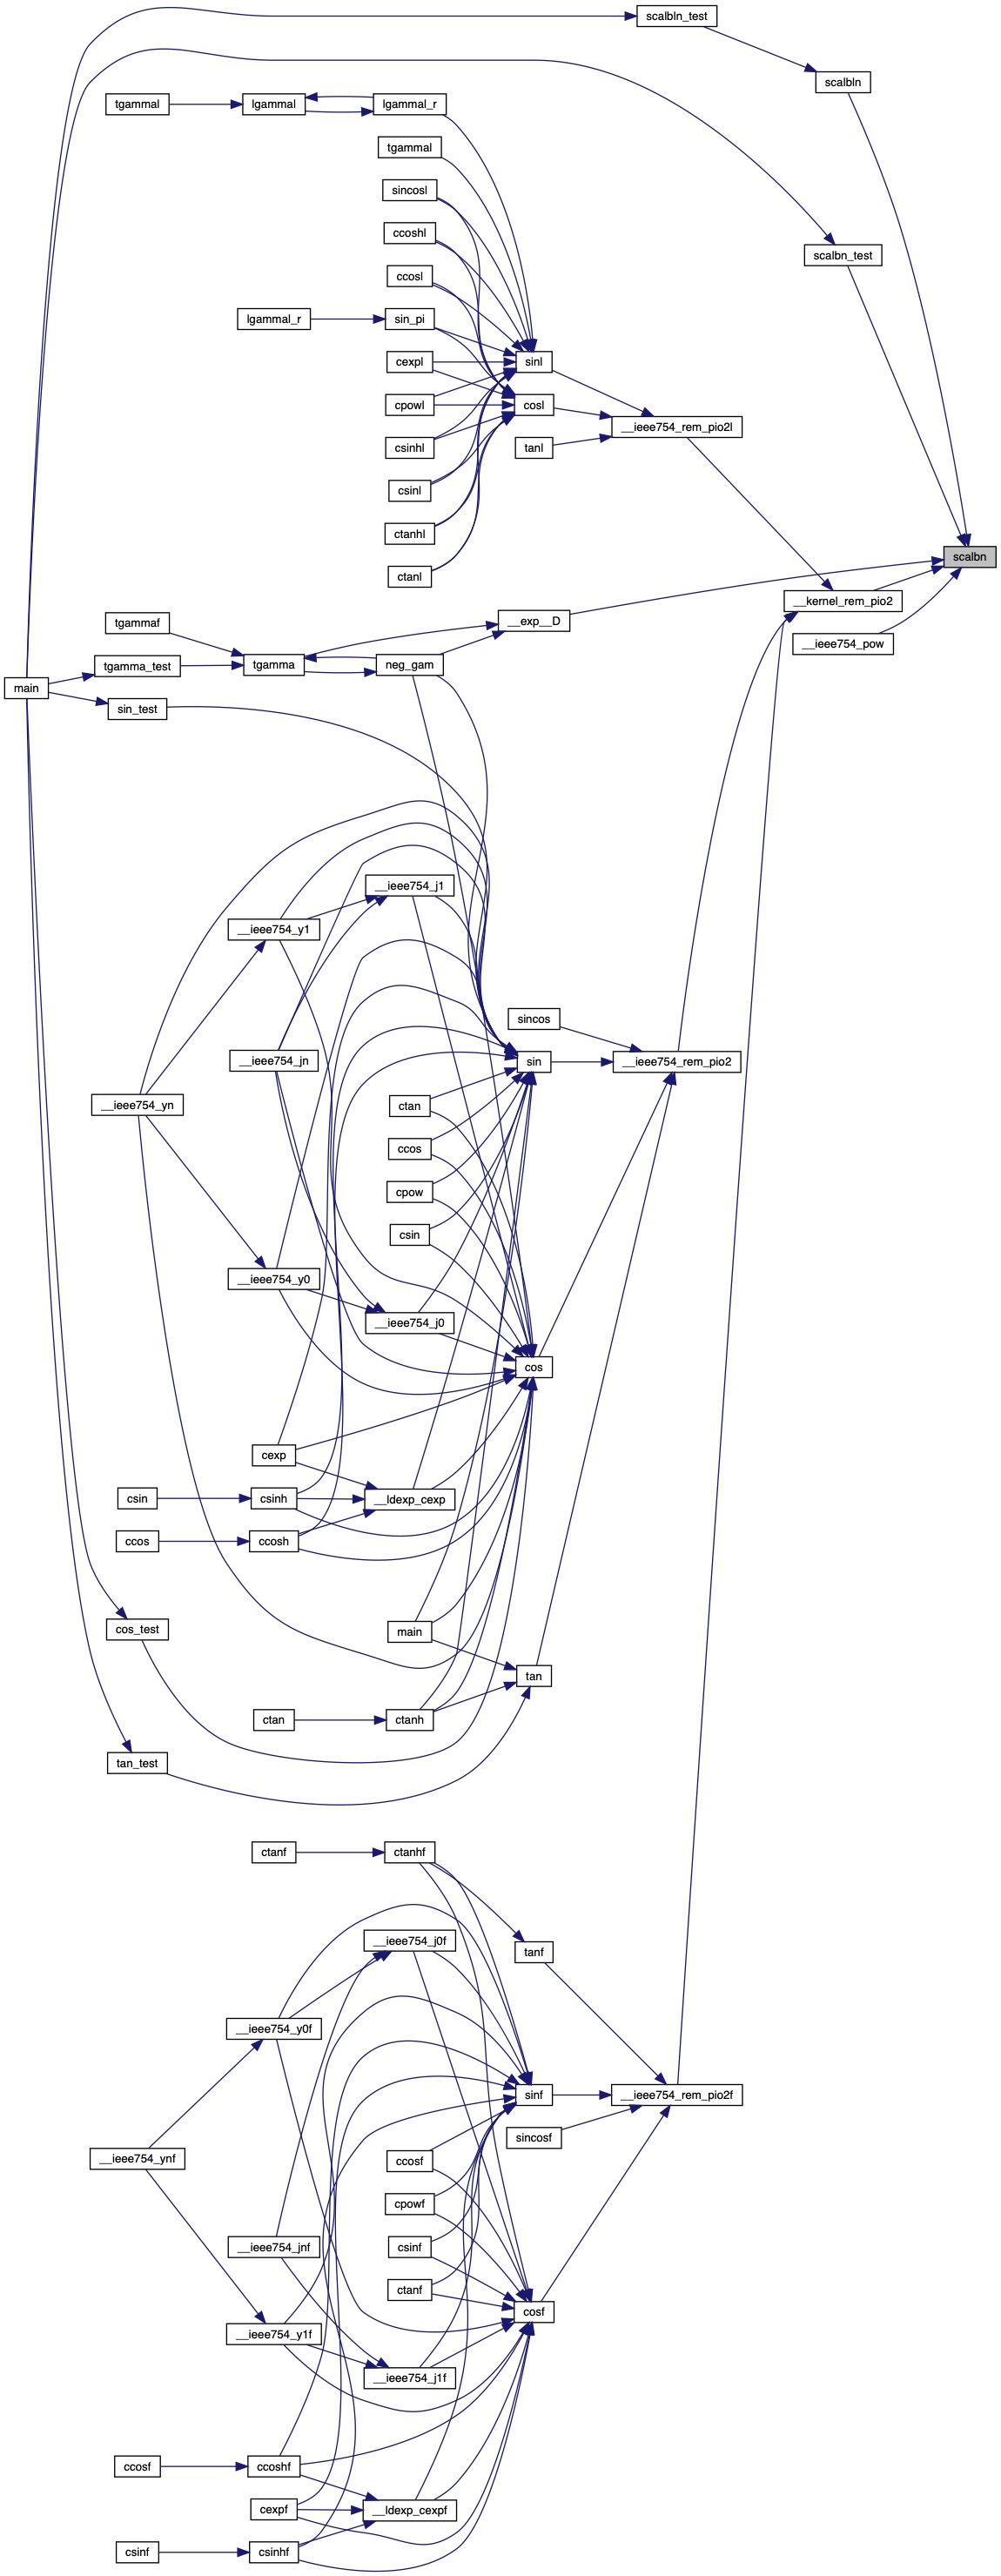 scalbln_test
scalbln
tgammal
lgammal
lgammal_r
tgammal
sincosl
ccoshl
scalbn_test
ccosl
lgammal_r
sin_pi
cexpl
sinl
cpowl
cosl
__ieee754_rem_pio2l
csinhl
tanl
csinl
ctanhl
scalbn
ctanl
__kernel_rem_pio2
tgammaf
__exp__D
__ieee754_pow
tgamma_test
tgamma
neg_gam
main
sin_test
__ieee754_j1
__ieee754_y1
sincos
__ieee754_jn
sin
__ieee754_rem_pio2
__ieee754_yn
ctan
ccos
cpow
csin
__ieee754_y0
__ieee754_j0
cos
cexp
csin
csinh
__ldexp_cexp
ccos
ccosh
cos_test
main
tan
ctan
ctanh
tan_test
ctanf
ctanhf
__ieee754_j0f
tanf
__ieee754_y0f
sinf
__ieee754_rem_pio2f
sincosf
__ieee754_ynf
ccosf
cpowf
__ieee754_jnf
csinf
ctanf
cosf
__ieee754_y1f
__ieee754_j1f
ccosf
ccoshf
cexpf
__ldexp_cexpf
csinf
csinhf